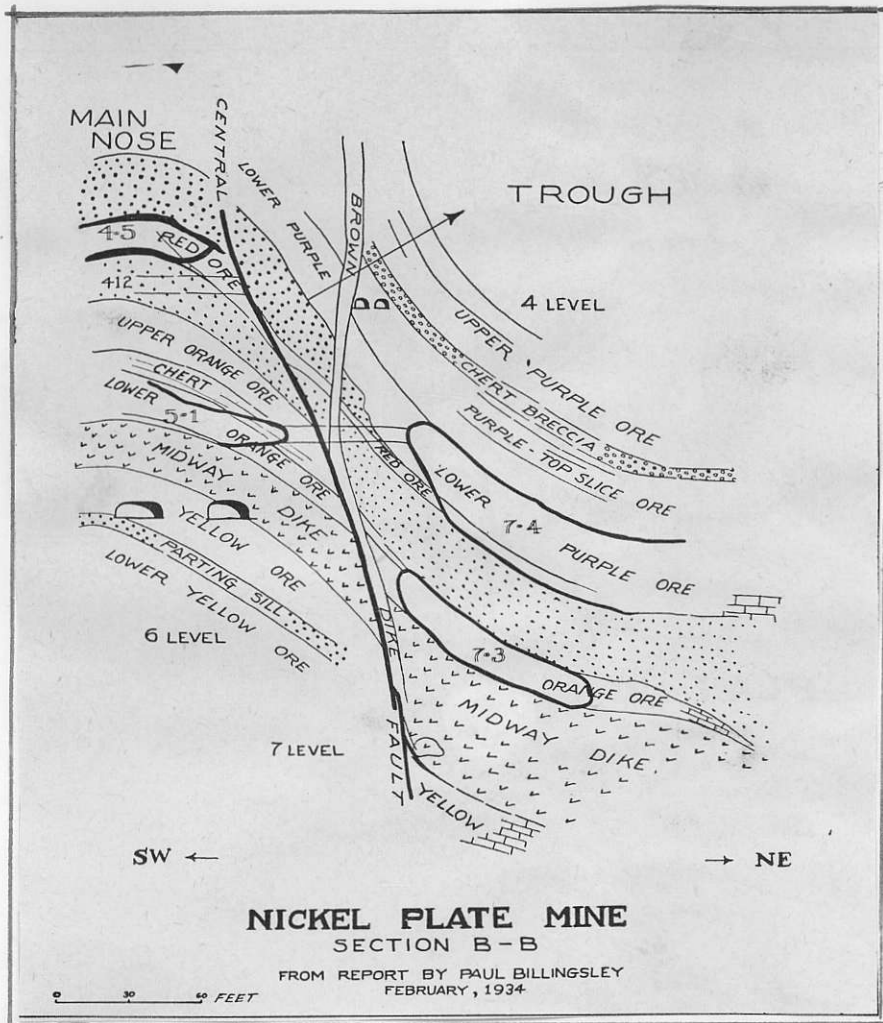 MAIN
NOSE
CENTRAL
LOWER PURPLE
BROWN
TROUGH
4-5 RED ORE
412
4 LEVEL
UPPER PURPLE ORE
CHERT BRECCIA
PURPLE-TOP SLICE ORE
UPPER ORANGE ORE
CHERT
LOWER ORANGE ORE
5-1
RED ORE
LOWER PURPLE ORE
7-4
MIDWAY DIKE
YELLOW ORE
PARTING SILL
LOWER YELLOW ORE
6 LEVEL
DIKE
7-3
ORANGE ORE
MIDWAY DIKE
7 LEVEL
FAULT
YELLOW
SW
NE
NICKEL PLATE MINE
SECTION B-B
FROM REPORT BY PAUL BILLINGSLEY
FEBRUARY, 1934
0 30 60 FEET